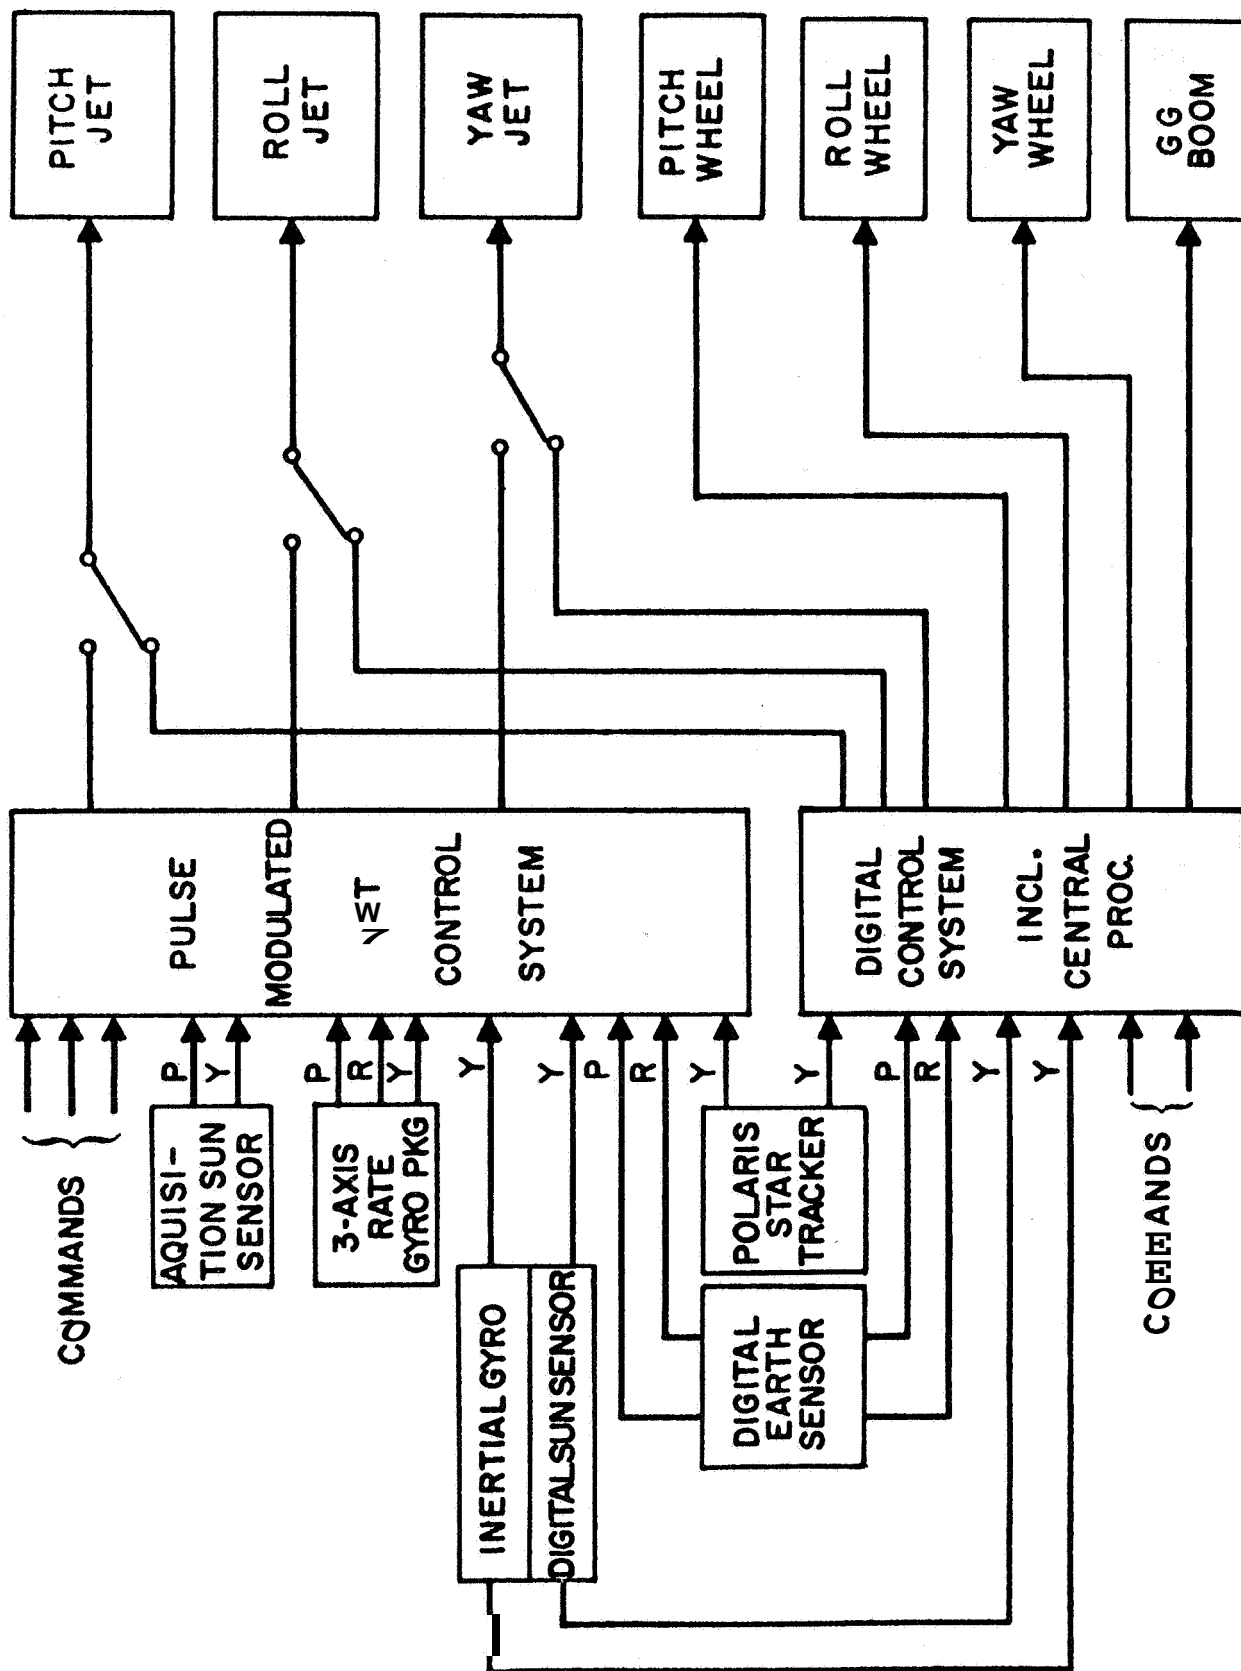 COMMANDS
AQUISI-
TION SUN
SENSOR
P
Y
3-AXIS
RATE
GYRO PKG
P
R
Y
INERTIAL GYRO
Y
DIGITAL SUN SENSOR
Y
P
R
DIGITAL
EARTH
SENSOR
POLARIS
STAR
TRACKER
Y
Y
P
R
Y
Y
COMMANDS
PULSE
MODULATED
JET
CONTROL
SYSTEM
DIGITAL
CONTROL
SYSTEM
INCL.
CENTRAL
PROC.
PITCH
JET
ROLL
JET
YAW
JET
PITCH
WHEEL
ROLL
WHEEL
YAW
WHEEL
GG
BOOM